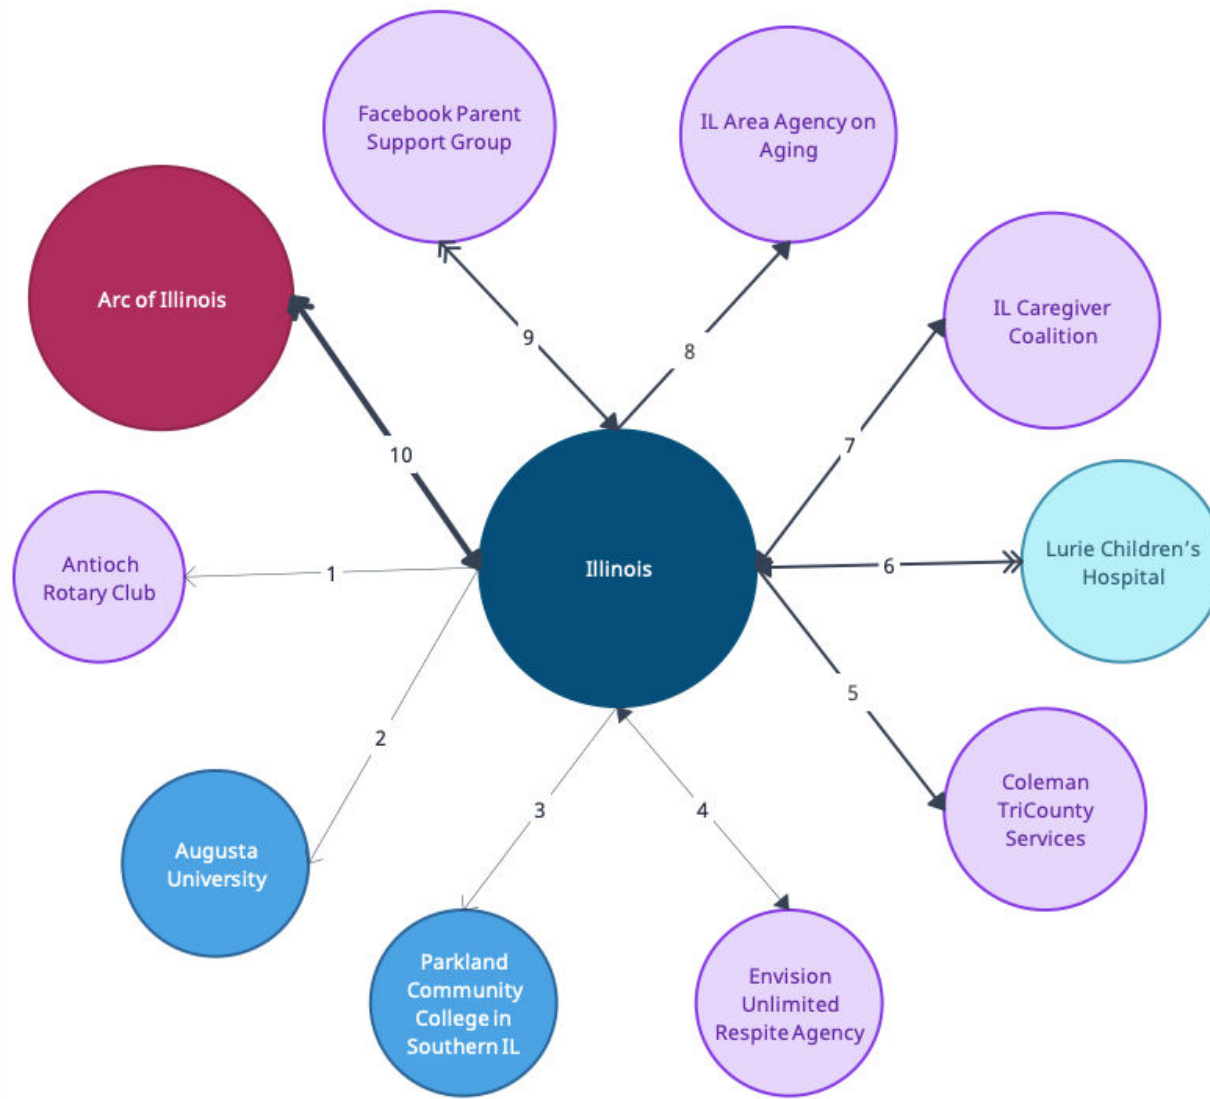 Facebook Parent
Support Group
IL Area Agency on
Aging
Arc of Illinois
IL Caregiver
Coalition
9
8
7
10
Antioch
Rotary Club
1
Illinois
6
Lurie Children's
Hospital
5
2
3
4
Coleman
TriCounty
Services
Augusta
University
Parkland
Community
College in
Southern IL
Envision
Unlimited
Respite Agency